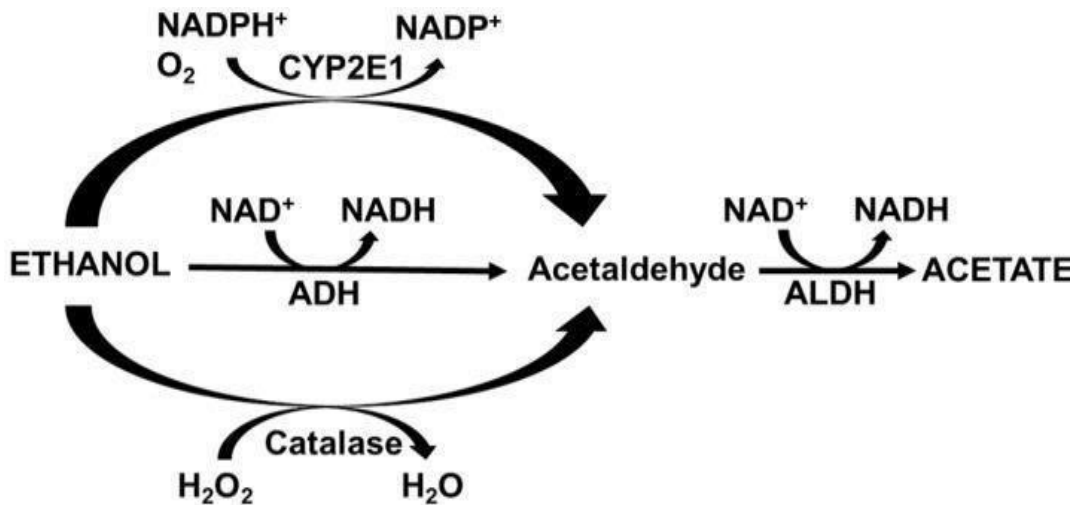 NADPH⁺ NADP⁺
O₂ CYP2E1
NAD⁺ NADH NAD⁺ NADH
ETHANOL Acetaldehyde ACETATE
ADH ALDH
Catalase
H₂O₂ H₂O